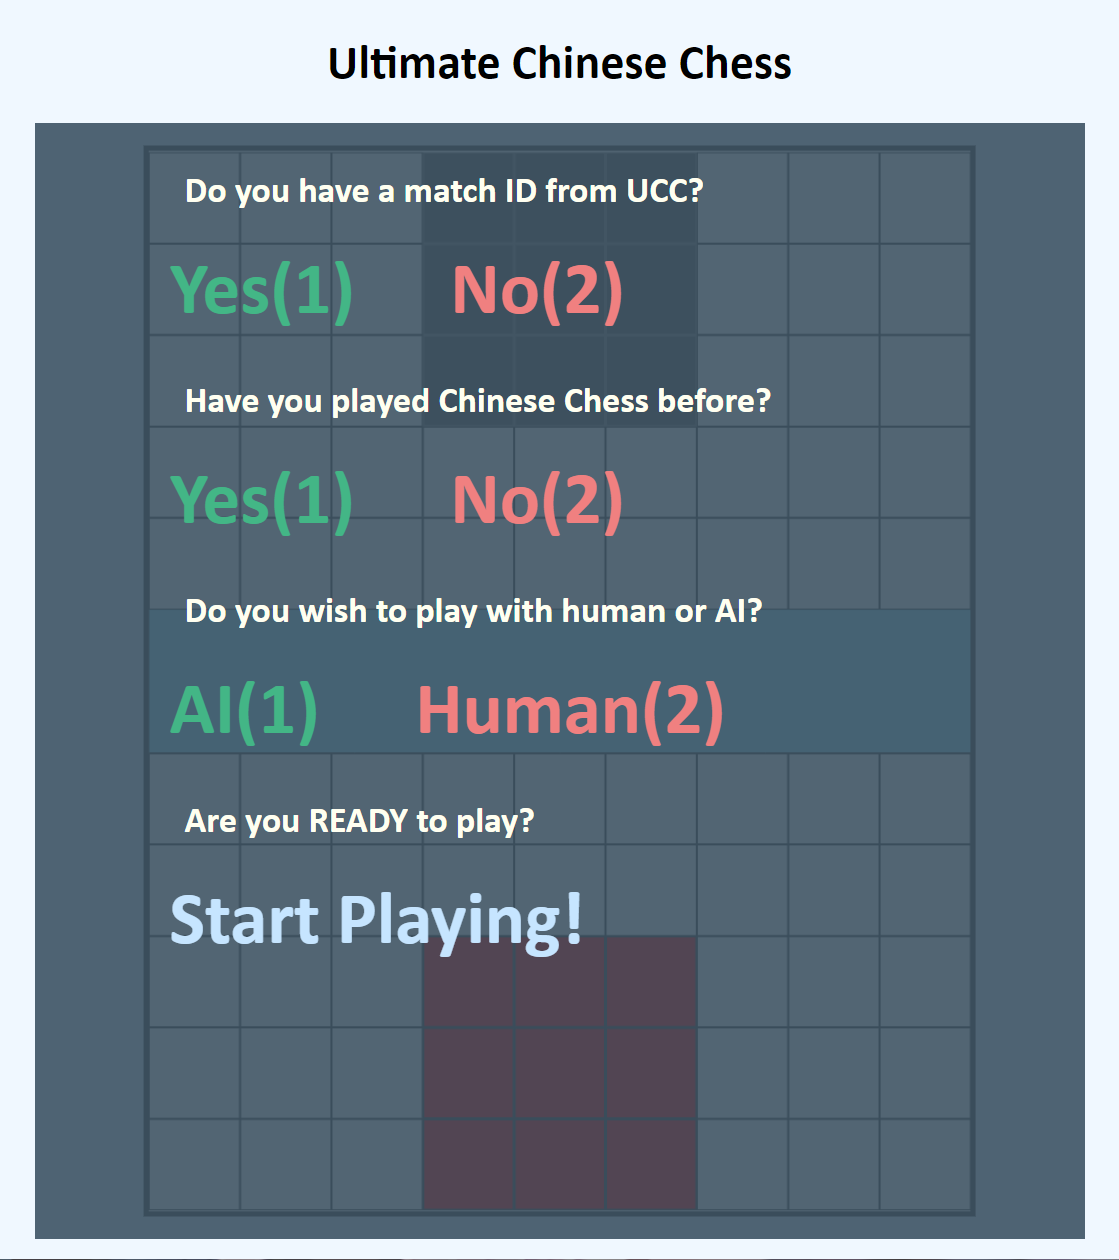 Ultimate Chinese Chess
Do you have a match ID from UCC?
Yes(1) No(2)
Have you played Chinese Chess before?
Yes(1) No(2)
Do you wish to play with human or AI?
AI(1) Human(2)
Are you READY to play?
Start Playing!